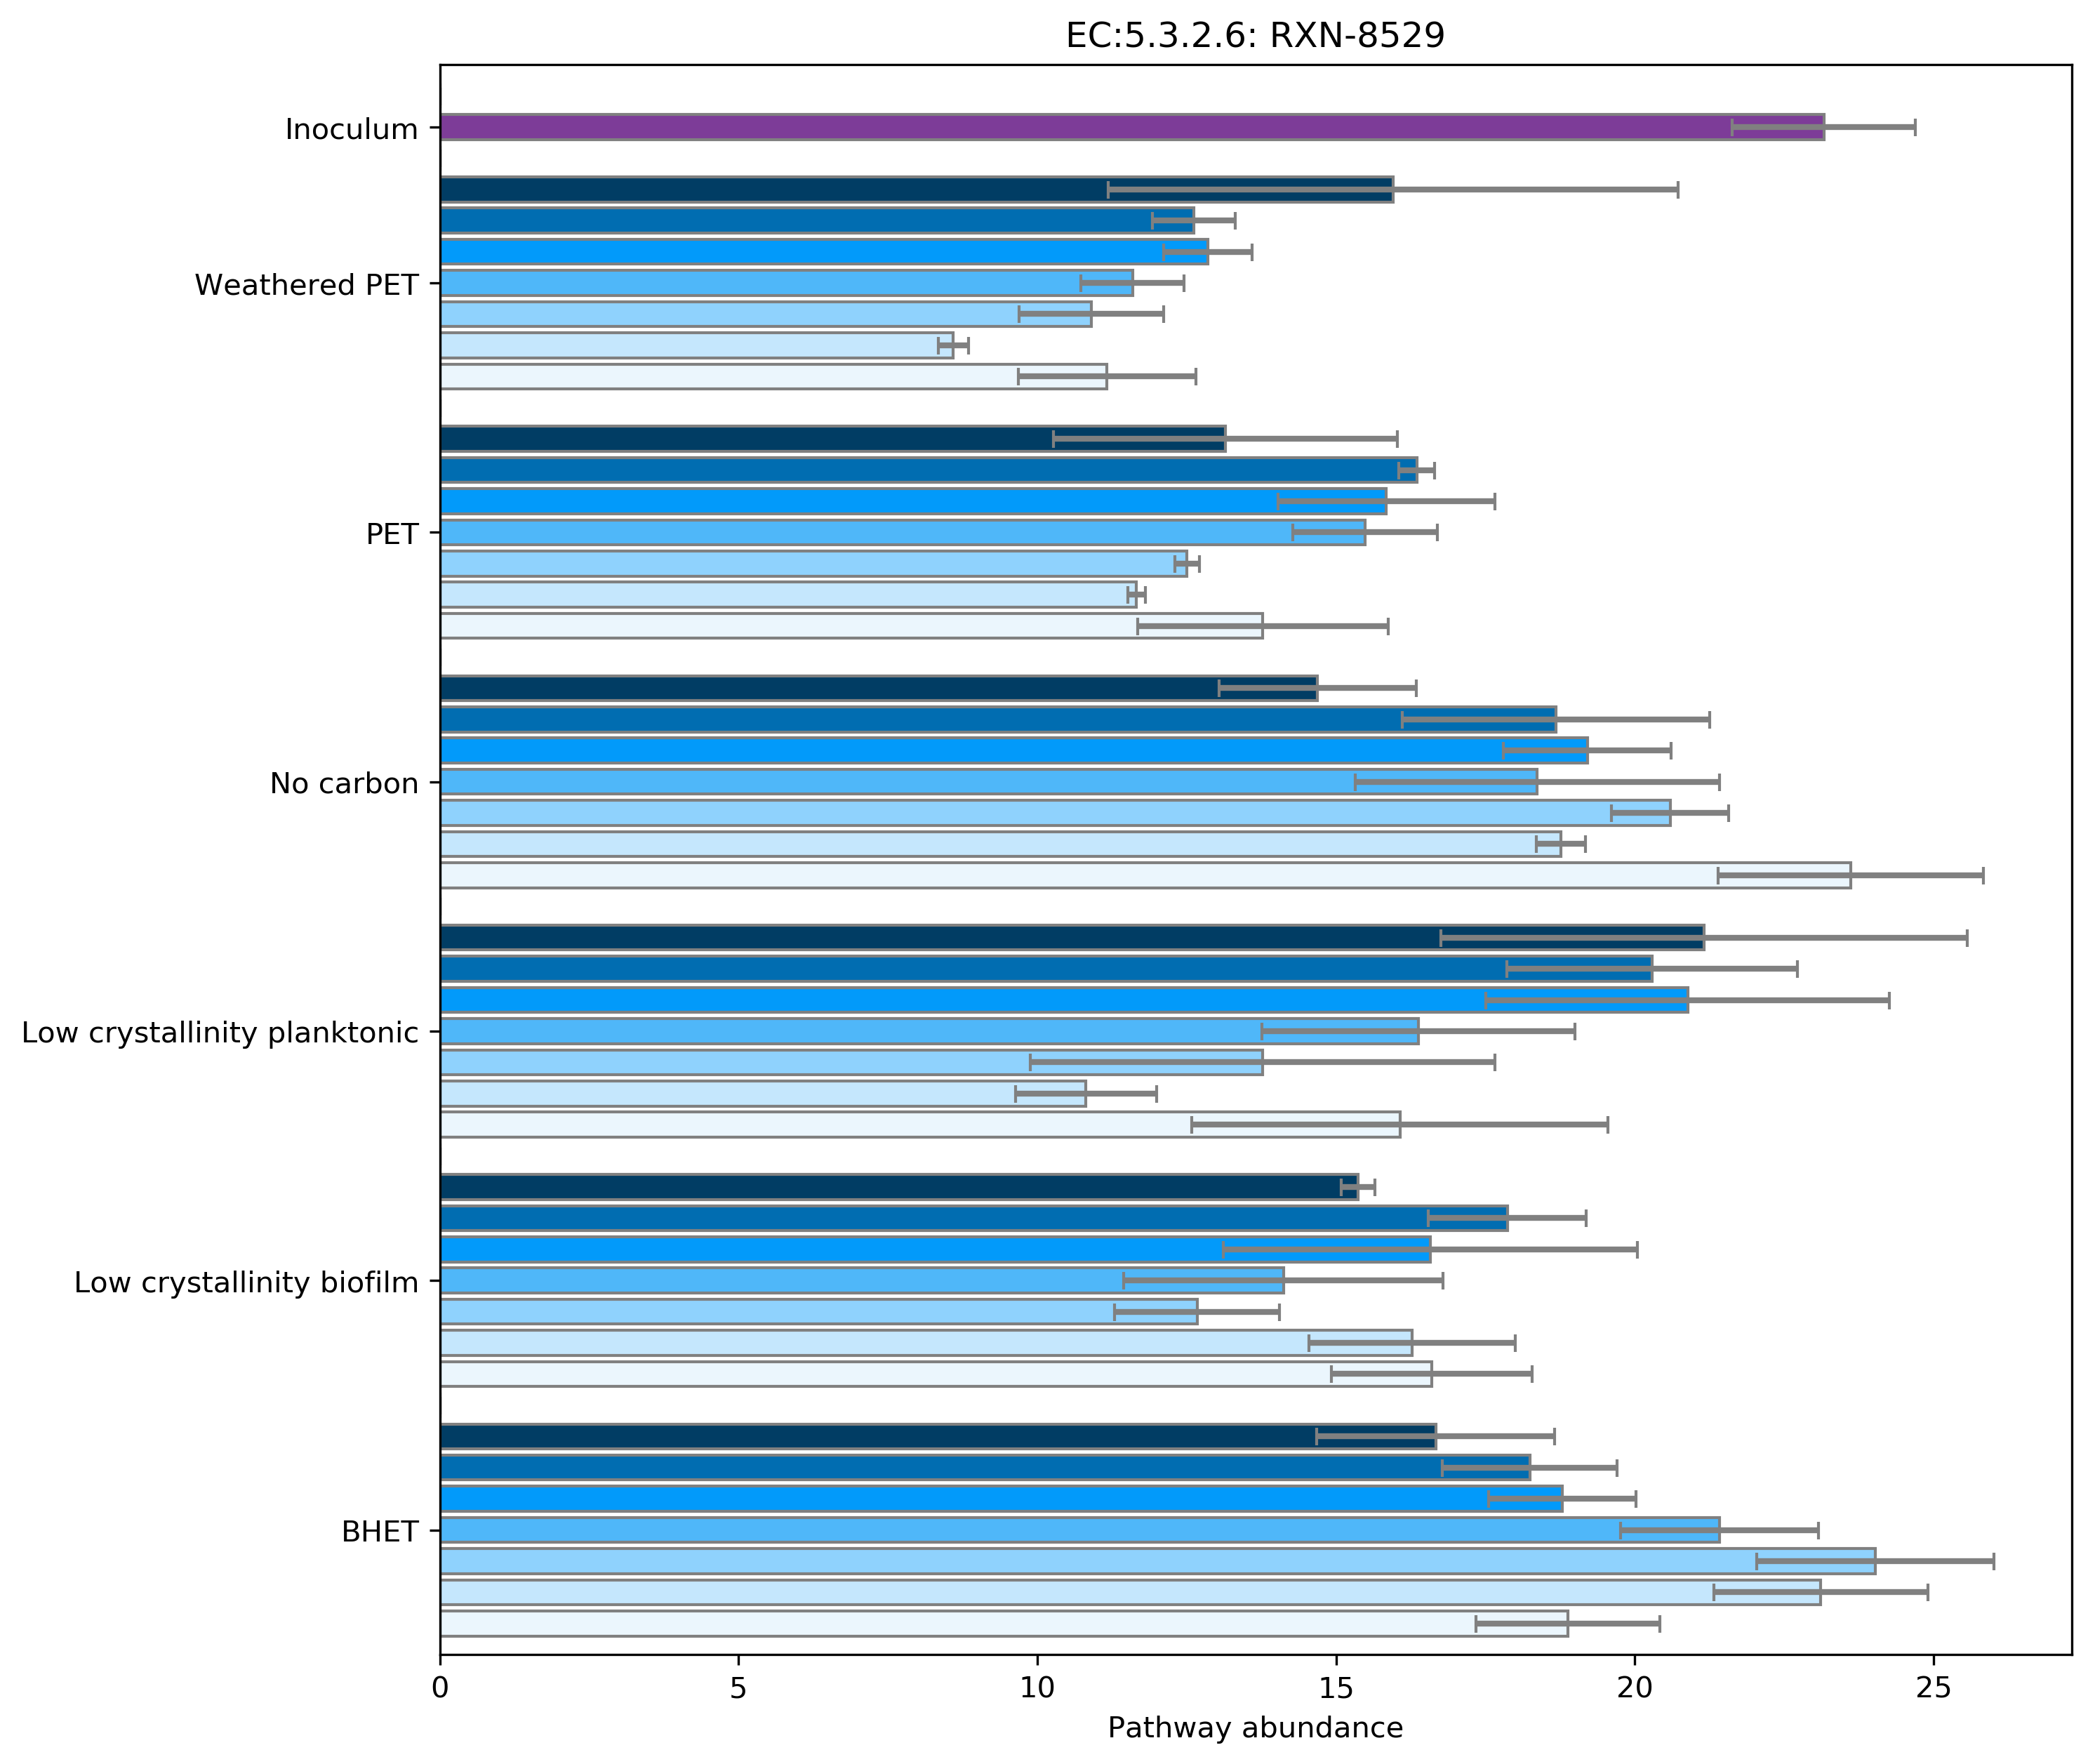 EC:5.3.2.6: RXN-8529
Inoculum
Weathered PET
PET
No carbon
Low crystallinity planktonic
Low crystallinity biofilm
BHET
0 5 10 15 20 25
Pathway abundance